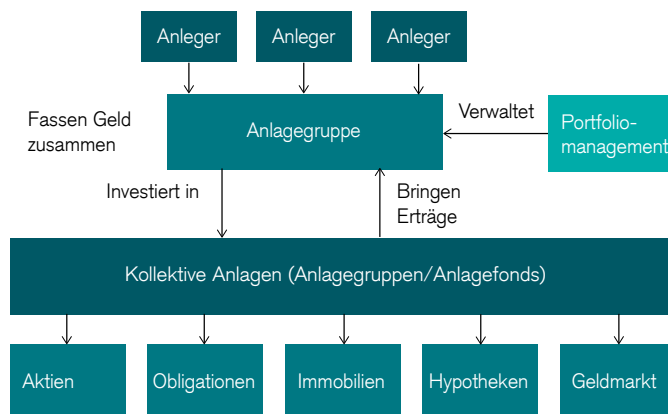 Anleger
Anleger
Anleger
Fassen Geld
zusammen
Anlagegruppe
Verwaltet
Portfolio-
management
Investiert in
Bringen
Erträge
Kollektive Anlagen (Anlagegruppen/Anlagefonds)
Aktien
Obligationen
Immobilien
Hypotheken
Geldmarkt